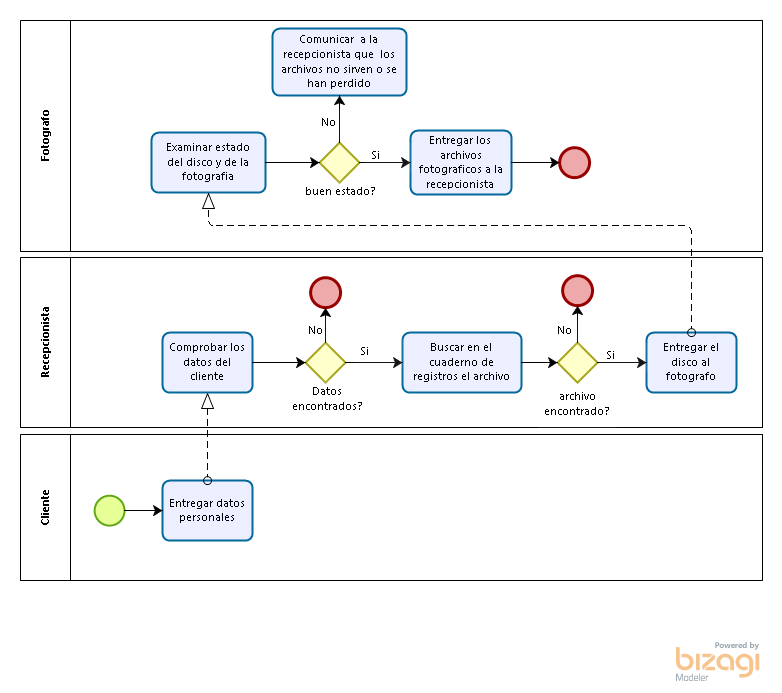 Fotografo
Comunicar a la
recepcionista que los
archivos no sirven o se
han perdido
No
Examinar estado
del disco y de la
fotografia
buen estado?
Si
Entregar los
archivos
fotograficos a la
recepcionista
Recepcionista
Comprobar los
datos del
cliente
No
Datos
encontrados?
Si
Buscar en el
cuaderno de
registros el archivo
No
archivo
encontrado?
Si
Entregar el
disco al
fotografo
Cliente
Entregar datos
personales
Powered by
bizagi
Modeler